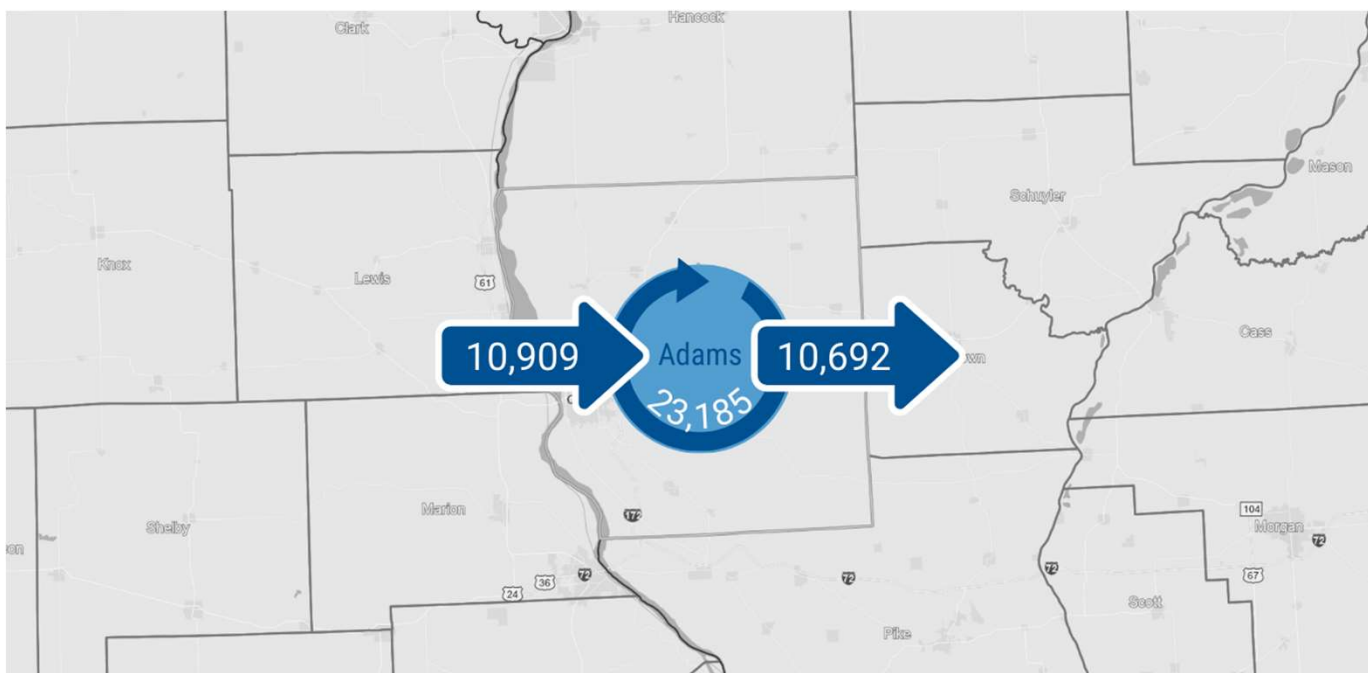 Clark
Hancock
Mason
Schuyler
Knox
Lewis
61
Cass
10,909
Adams
10,692
23,185
Marion
172
Shelby
104
Morgan
72
36
72
72
72
67
24
Scott
Pike